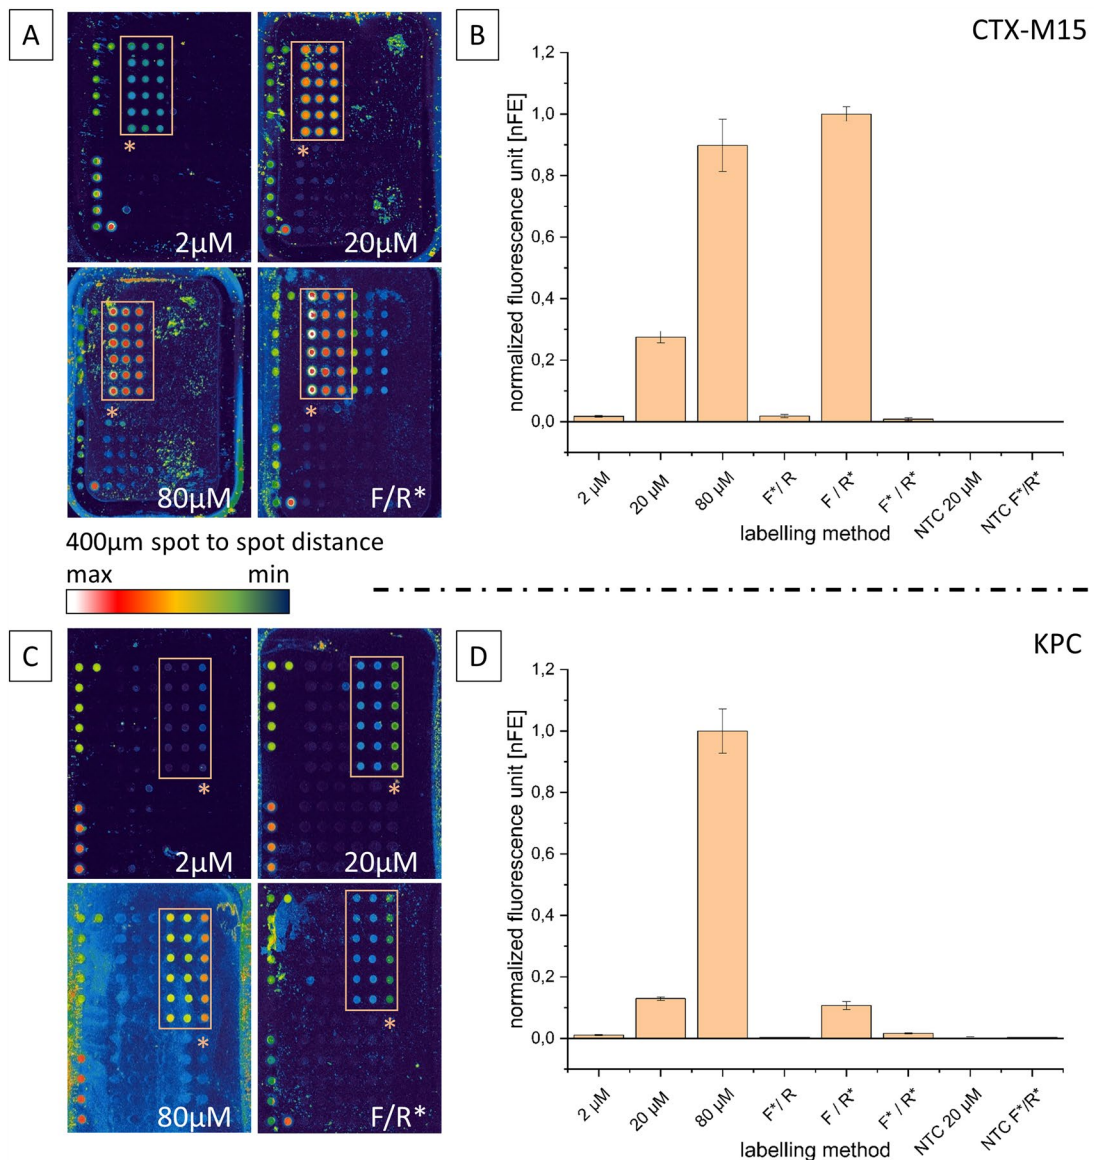 A
2µM
*
20µM
*
80µM
*
F/R*
*
400µm spot to spot distance
max min
B
CTX-M15
normalized fluorescence unit [nFE]
1,2
1,0
0,8
0,6
0,4
0,2
0,0
2 µM
20 µM
80 µM
F*/ R
F / R*
F* / R*
NTC 20 µM
NTC F*/R*
labelling method
C
2µM
*
20µM
*
80µM
*
F/R*
*
D
KPC
normalized fluorescence unit [nFE]
1,2
1,0
0,8
0,6
0,4
0,2
0,0
2 µM
20 µM
80 µM
F*/ R
F / R*
F* / R*
NTC 20 µM
NTC F*/R*
labelling method